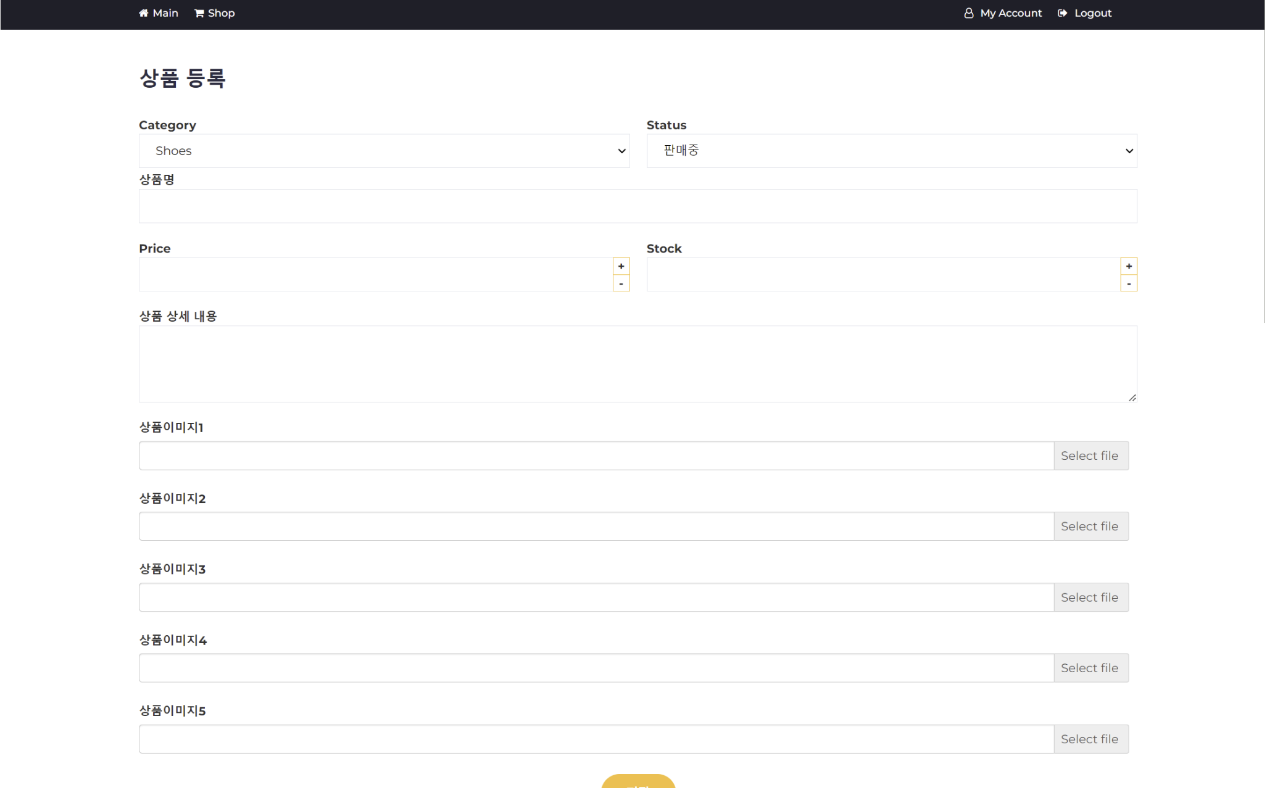 Main Shop My Account Logout
상품 등록
Category Status
Shoes 판매중
상품명
Price Stock
+ +
- -
상품 상세 내용
상품이미지1
Select file
상품이미지2
Select file
상품이미지3
Select file
상품이미지4
Select file
상품이미지5
Select file